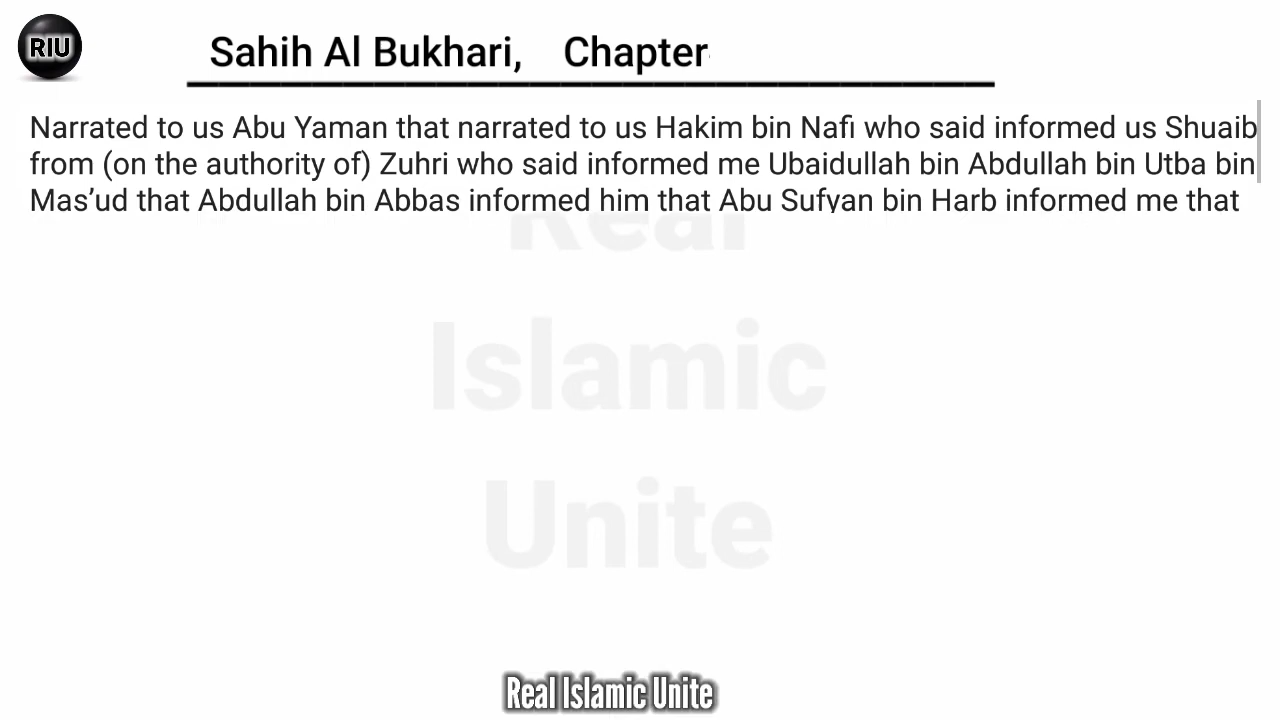 RIU
Sahih Al Bukhari, Chapter
Narrated to us Abu Yaman that narrated to us Hakim bin Nafi who said informed us Shuaib
from (on the authority of) Zuhri who said informed me Ubaidullah bin Abdullah bin Utba bin
Mas’ud that Abdullah bin Abbas informed him that Abu Sufyan bin Harb informed me that
Real
Islamic
Unite
Real Islamic Unite